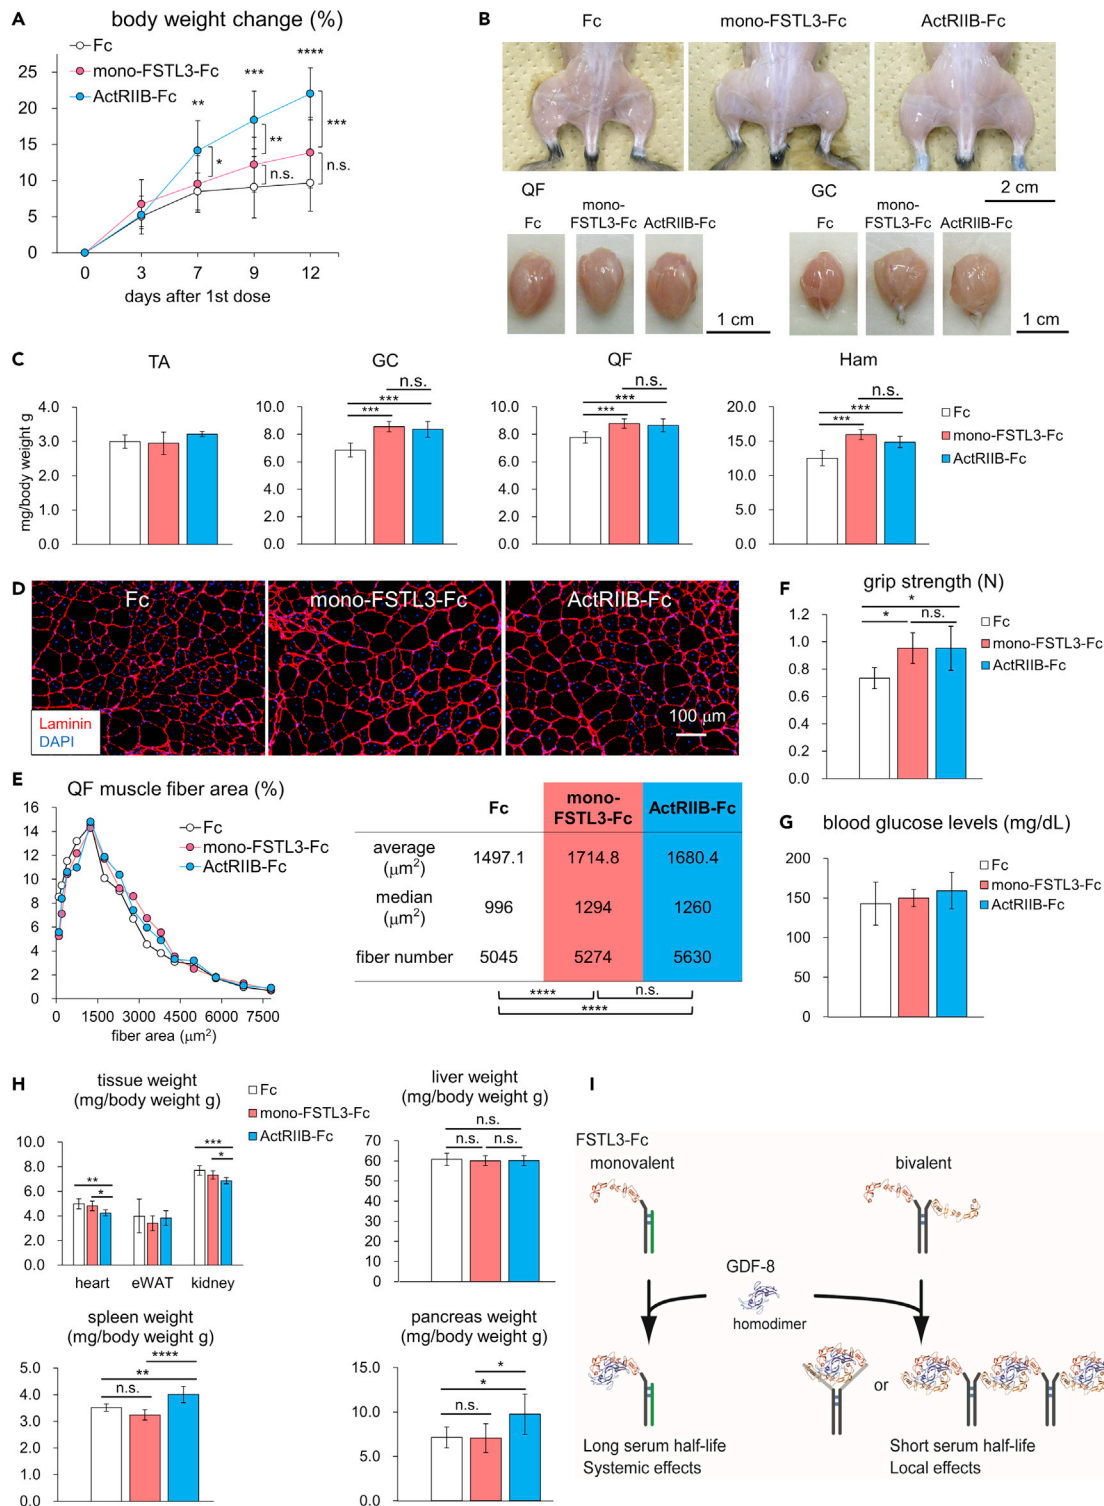 A
body weight change (%)
Fc
mono-FSTL3-Fc
ActRIIB-Fc
25
20
15
10
5
0
**
***
****
*
**
n.s.
***
n.s.
0 3 7 9 12
days after 1st dose
B
Fc mono-FSTL3-Fc ActRIIB-Fc
2 cm
QF
Fc mono-FSTL3-Fc ActRIIB-Fc
1 cm
GC
Fc mono-FSTL3-Fc ActRIIB-Fc
1 cm
C
mg/body weight g
TA
4.0
3.0
2.0
1.0
0.0
GC
n.s.
***
***
10.0
8.0
6.0
4.0
2.0
0.0
QF
n.s.
***
***
10.0
8.0
6.0
4.0
2.0
0.0
Ham
n.s.
***
***
20.0
15.0
10.0
5.0
0.0
Fc
mono-FSTL3-Fc
ActRIIB-Fc
D
Fc mono-FSTL3-Fc ActRIIB-Fc
Laminin
DAPI
100 µm
E
QF muscle fiber area (%)
16
14
12
10
8
6
4
2
0
Fc
mono-FSTL3-Fc
ActRIIB-Fc
0 1500 3000 4500 6000 7500
fiber area (µm²)
Fc mono-FSTL3-Fc ActRIIB-Fc
average (µm²) 1497.1 1714.8 1680.4
median (µm²) 996 1294 1260
fiber number 5045 5274 5630
**** n.s.
****
F
grip strength (N)
*
* n.s.
1.2
1.0
0.8
0.6
0.4
0.2
0.0
Fc
mono-FSTL3-Fc
ActRIIB-Fc
G
blood glucose levels (mg/dL)
200
150
100
50
0
Fc
mono-FSTL3-Fc
ActRIIB-Fc
H
tissue weight
(mg/body weight g)
Fc
mono-FSTL3-Fc
ActRIIB-Fc
10.0
8.0
6.0
4.0
2.0
0.0
**
*
***
*
heart eWAT kidney
liver weight
(mg/body weight g)
n.s.
n.s. n.s.
70
60
50
40
30
20
10
0
spleen weight
(mg/body weight g)
****
**
n.s.
5.0
4.0
3.0
2.0
1.0
0.0
pancreas weight
(mg/body weight g)
*
*
n.s.
15.0
10.0
5.0
0.0
I
FSTL3-Fc
monovalent bivalent
GDF-8
homodimer
or
Long serum half-life
Systemic effects
Short serum half-life
Local effects